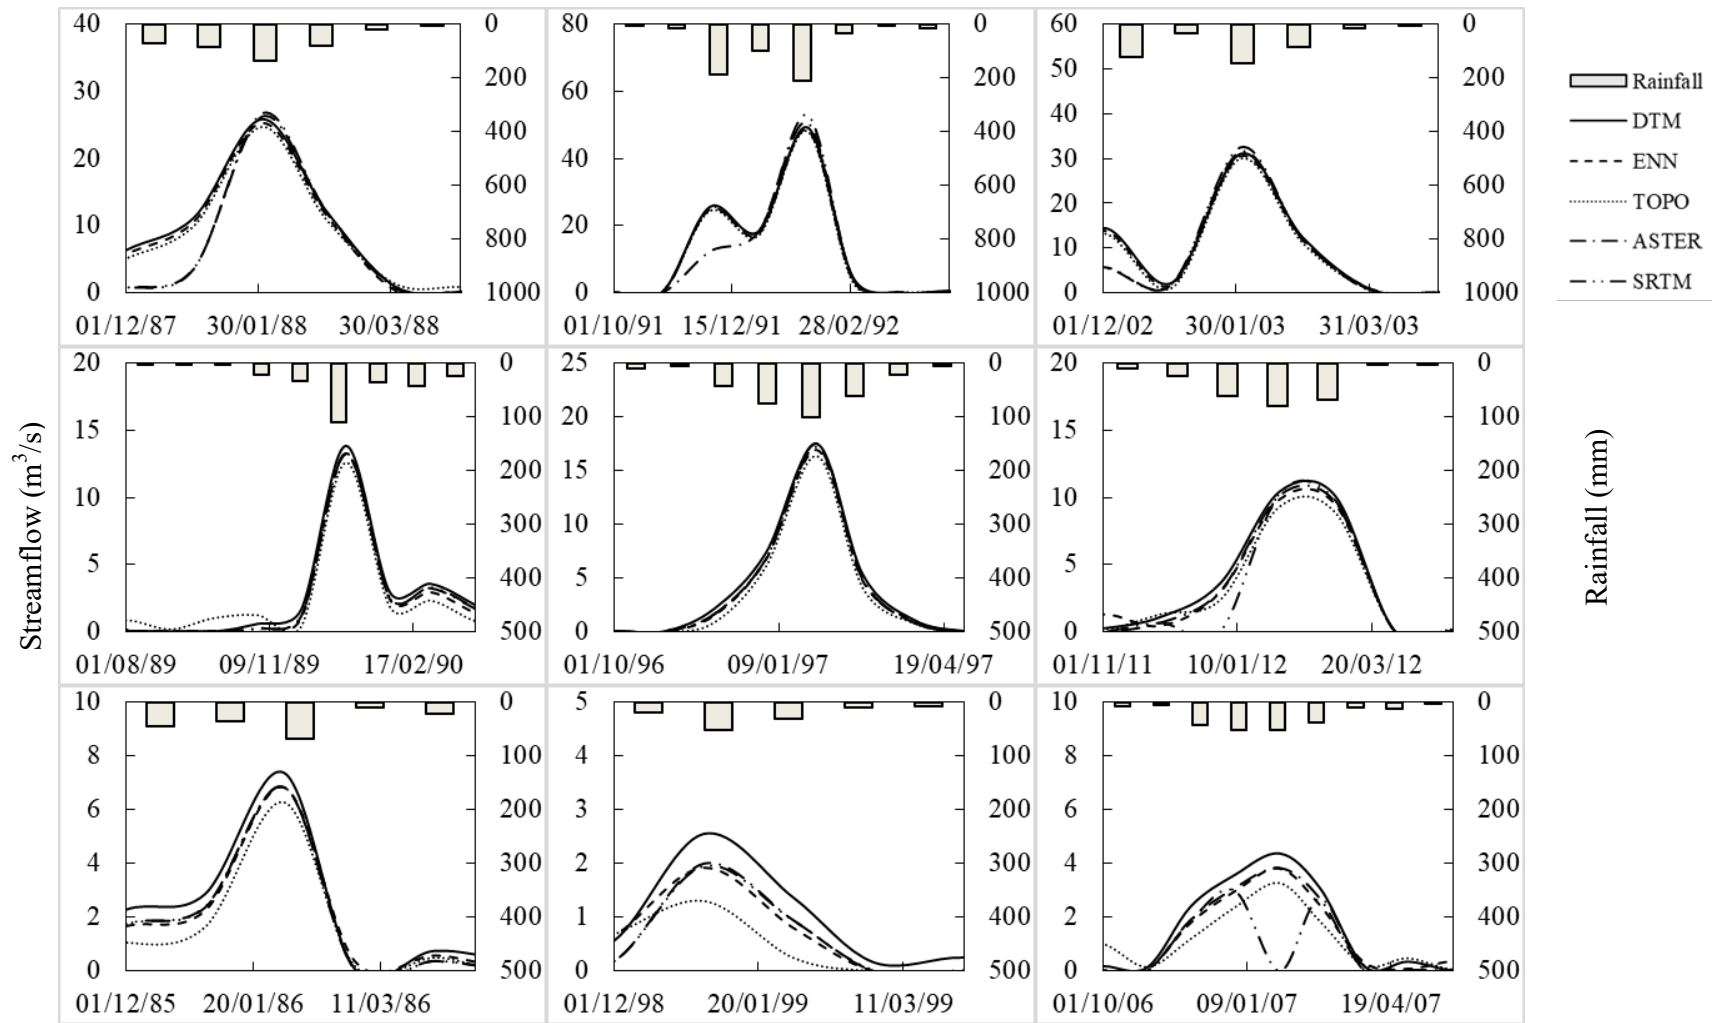 40 30 20 10 0
0 200 400 600 800 1000
01/12/87 30/01/88 30/03/88
80 60 40 20 0
0 200 400 600 800 1000
01/10/91 15/12/91 28/02/92
60 50 40 30 20 10 0
0 200 400 600 800 1000
01/12/02 30/01/03 31/03/03
Rainfall
DTM
ENN
TOPO
ASTER
SRTM
Streamflow (m³/s)
20 15 10 5 0
0 100 200 300 400 500
01/08/89 09/11/89 17/02/90
25 20 15 10 5 0
0 100 200 300 400 500
01/10/96 09/01/97 19/04/97
20 15 10 5 0
0 100 200 300 400 500
01/11/11 10/01/12 20/03/12
Rainfall (mm)
10 8 6 4 2 0
0 100 200 300 400 500
01/12/85 20/01/86 11/03/86
5 4 3 2 1 0
0 100 200 300 400 500
01/12/98 20/01/99 11/03/99
10 8 6 4 2 0
0 100 200 300 400 500
01/10/06 09/01/07 19/04/07